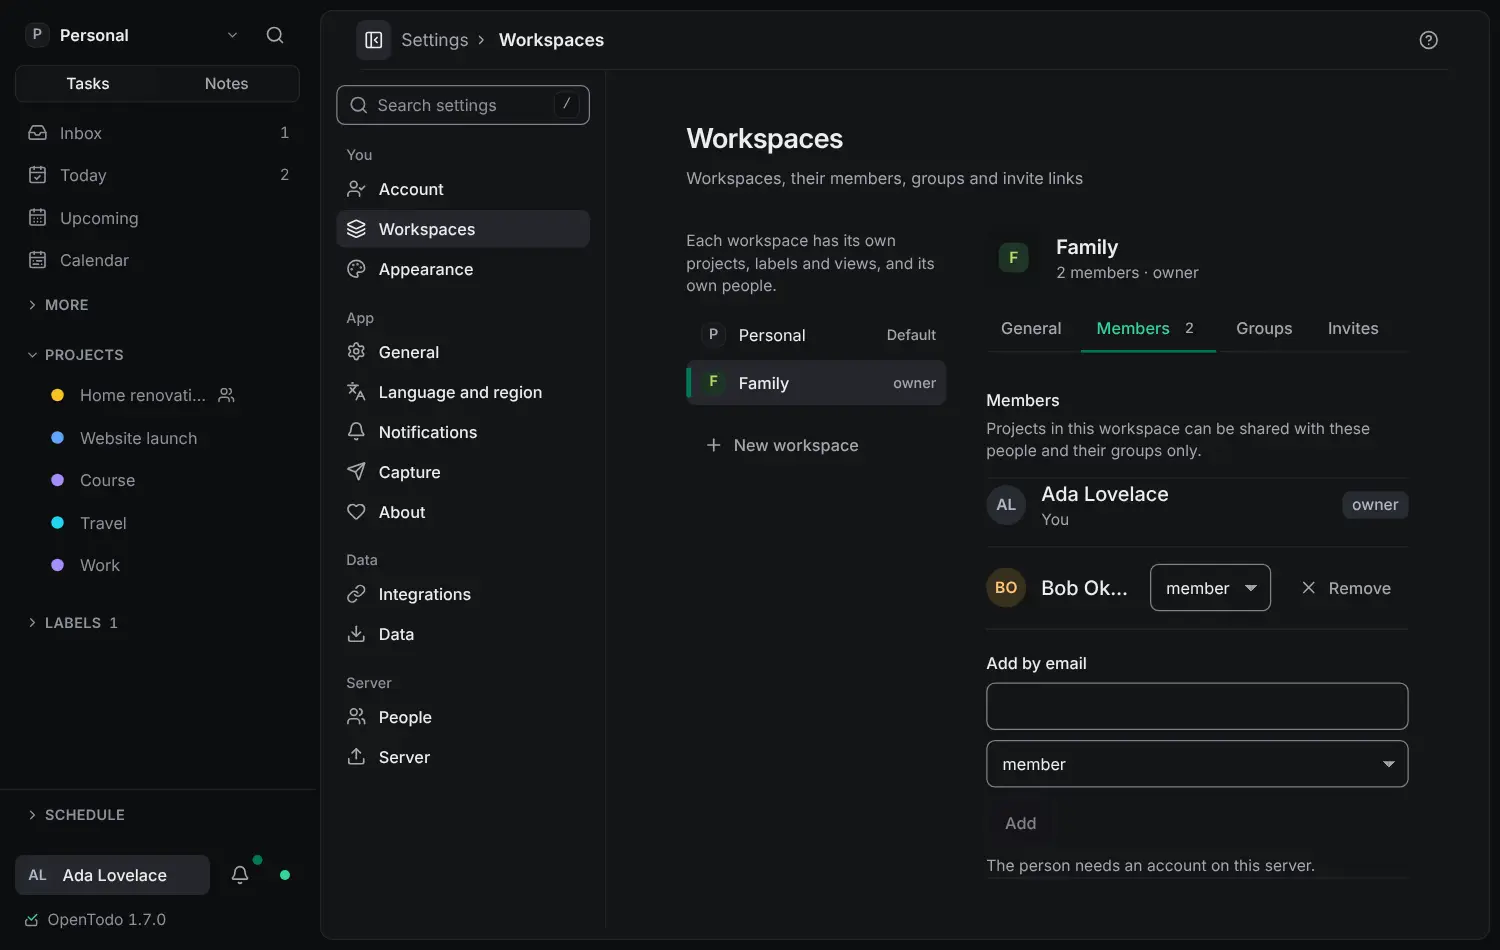 P Personal
Tasks Notes
Inbox 1
Today 2
Upcoming
Calendar
MORE
PROJECTS
Home renovati...
Website launch
Course
Travel
Work
LABELS 1
SCHEDULE
AL Ada Lovelace
OpenTodo 1.7.0
Settings › Workspaces
Search settings /
You
Account
Workspaces
Appearance
App
General
Language and region
Notifications
Capture
About
Data
Integrations
Data
Server
People
Server
Workspaces
Workspaces, their members, groups and invite links
Each workspace has its own
projects, labels and views, and its
own people.
P Personal Default
F Family owner
+ New workspace
F Family
2 members · owner
General Members 2 Groups Invites
Members
Projects in this workspace can be shared with these
people and their groups only.
AL Ada Lovelace
You
owner
BO Bob Ok... member Remove
Add by email
member
Add
The person needs an account on this server.